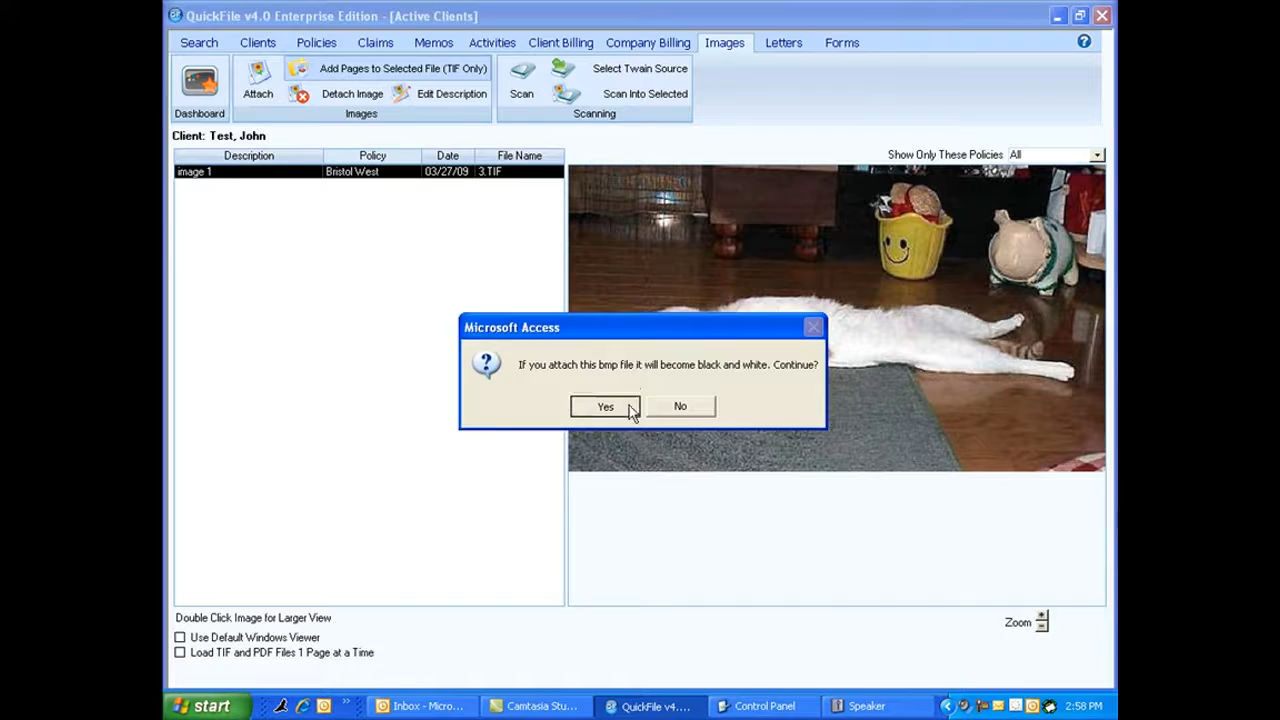 QuickFile v4.0 Enterprise Edition - [Active Clients]
Search Clients Policies Claims Memos Activities Client Billing Company Billing Images Letters Forms
Add Pages to Selected File (TIF Only)
Select Twain Source
Attach Detach Image Edit Description Scan Scan Into Selected
Dashboard Images Scanning
Client: Test, John
Description Policy Date File Name
Show Only These Policies All
image 1 Bristol West 03/27/09 3.TIF
Microsoft Access
If you attach this bmp file it will become black and white. Continue?
Yes No
Double Click Image for Larger View
Zoom
Use Default Windows Viewer
Load TIF and PDF Files 1 Page at a Time
start Inbox - Micro... Camtasia Stu... QuickFile v4.... Control Panel Speaker 2:58 PM